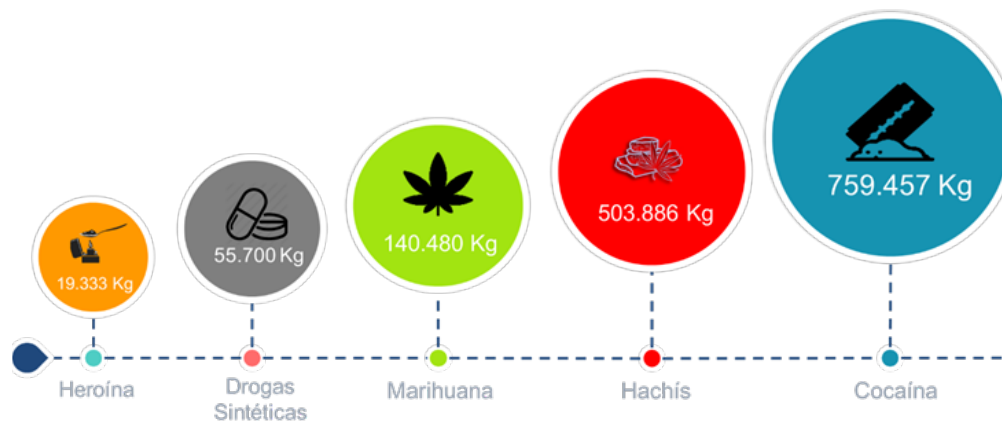 19.333 Kg
55.700 Kg
140.480 Kg
503.886 Kg
759.457 Kg
Heroína
Drogas
Sintéticas
Marihuana
Hachís
Cocaína